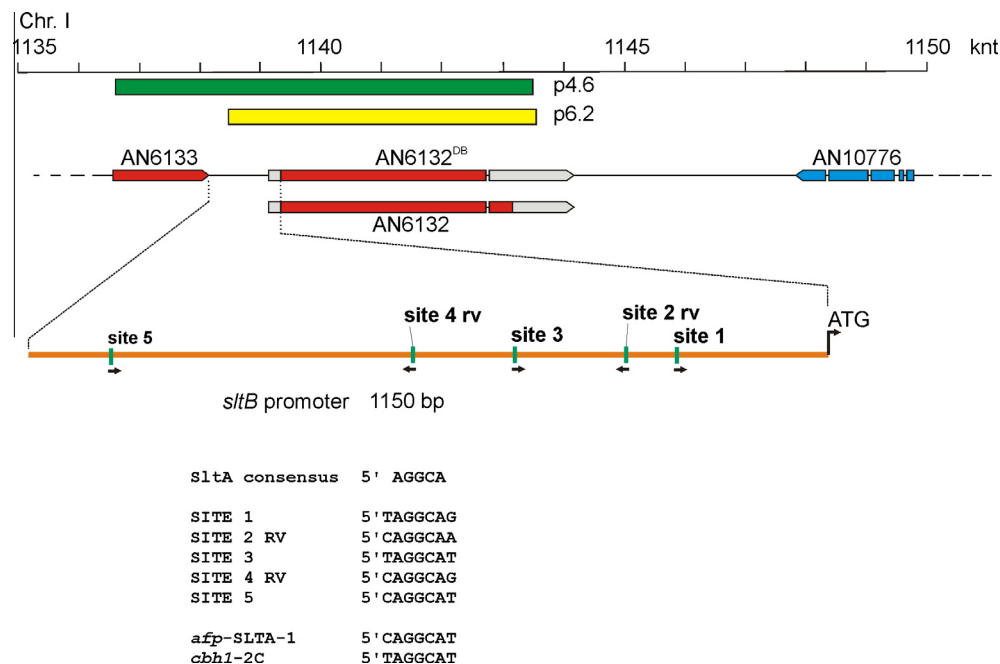 Chr. I
1135 1140 1145 1150 knt
p4.6
p6.2
AN6133 AN6132DB AN10776
AN6132
site 5 site 4 rv site 3 site 2 rv site 1 ATG
sltB promoter 1150 bp
SltA consensus 5' AGGCA
SITE 1 5'TAGGCAG
SITE 2 RV 5'CAGGCAA
SITE 3 5'TAGGCAT
SITE 4 RV 5'CAGGCAG
SITE 5 5'CAGGCAT
afp-SLTA-1 5'CAGGCAT
cbh1-2C 5'TAGGCAT